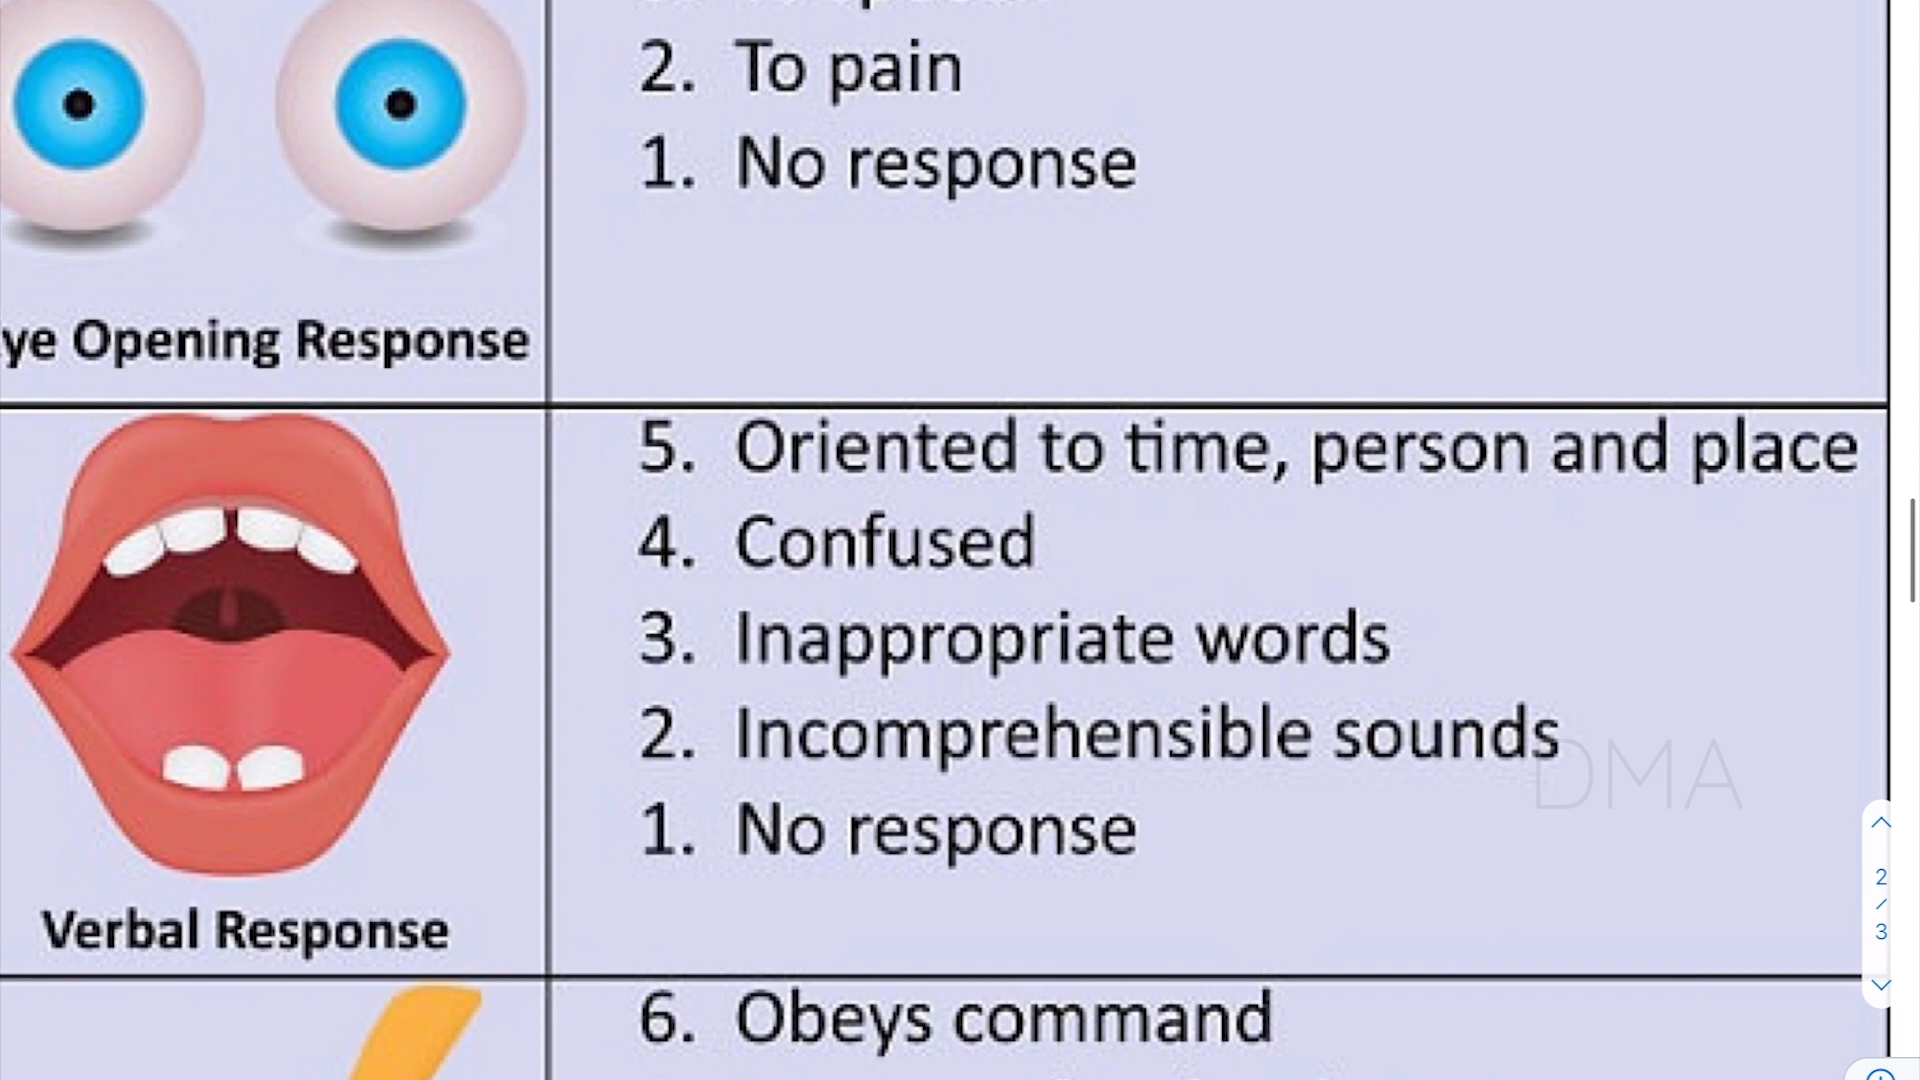 2. To pain
1. No response
ye Opening Response
5. Oriented to time, person and place
4. Confused
3. Inappropriate words
2. Incomprehensible sounds
1. No response
Verbal Response
DMA
6. Obeys command
2
/
3